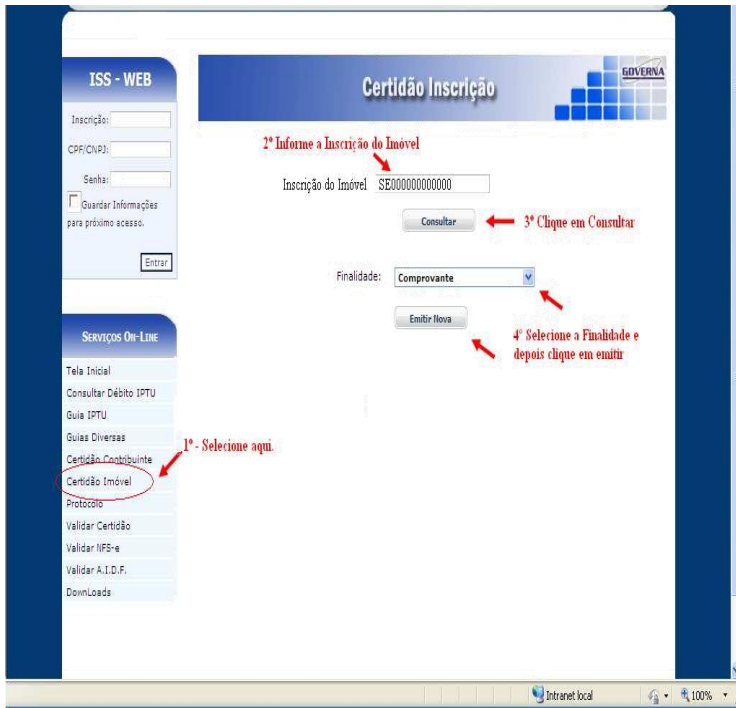 ISS - WEB
Inscrição:
CPF/CNPJ:
Senha:
Guardar Informações
para próximo acesso.
Entrar
SERVIÇOS ON-LINE
Tela Inicial
Consultar Débito IPTU
Guia IPTU
Guias Diversas
Certidão Contribuinte
Certidão Imóvel
Protocolo
Validar Certidão
Validar NFS-e
Validar A.I.D.F.
DownLoads
1º - Selecione aqui.
Certidão Inscrição
GOVERNA
2º Informe a Inscrição do Imóvel
Inscrição do Imóvel SE000000000000
Consultar
3º Clique em Consultar
Finalidade: Comprovante
Emitir Nova
4º Selecione a Finalidade e
depois clique em emitir
Intranet local
100%